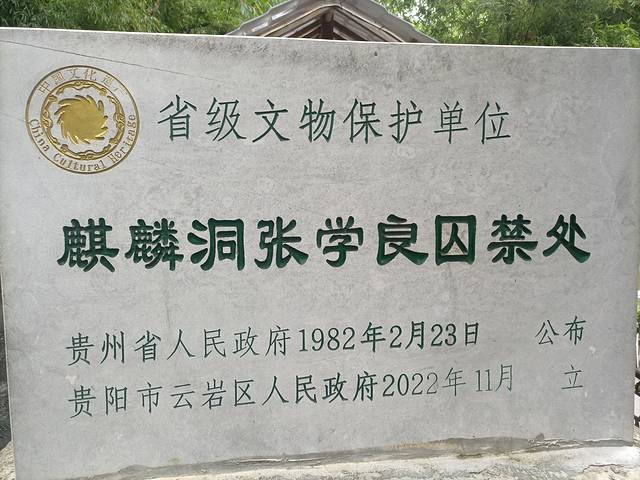 中国文化遗产
China Cultural Heritage
省级文物保护单位
麒麟洞张学良囚禁处
贵州省人民政府1982年2月23日 公布
贵阳市云岩区人民政府2022年11月 立